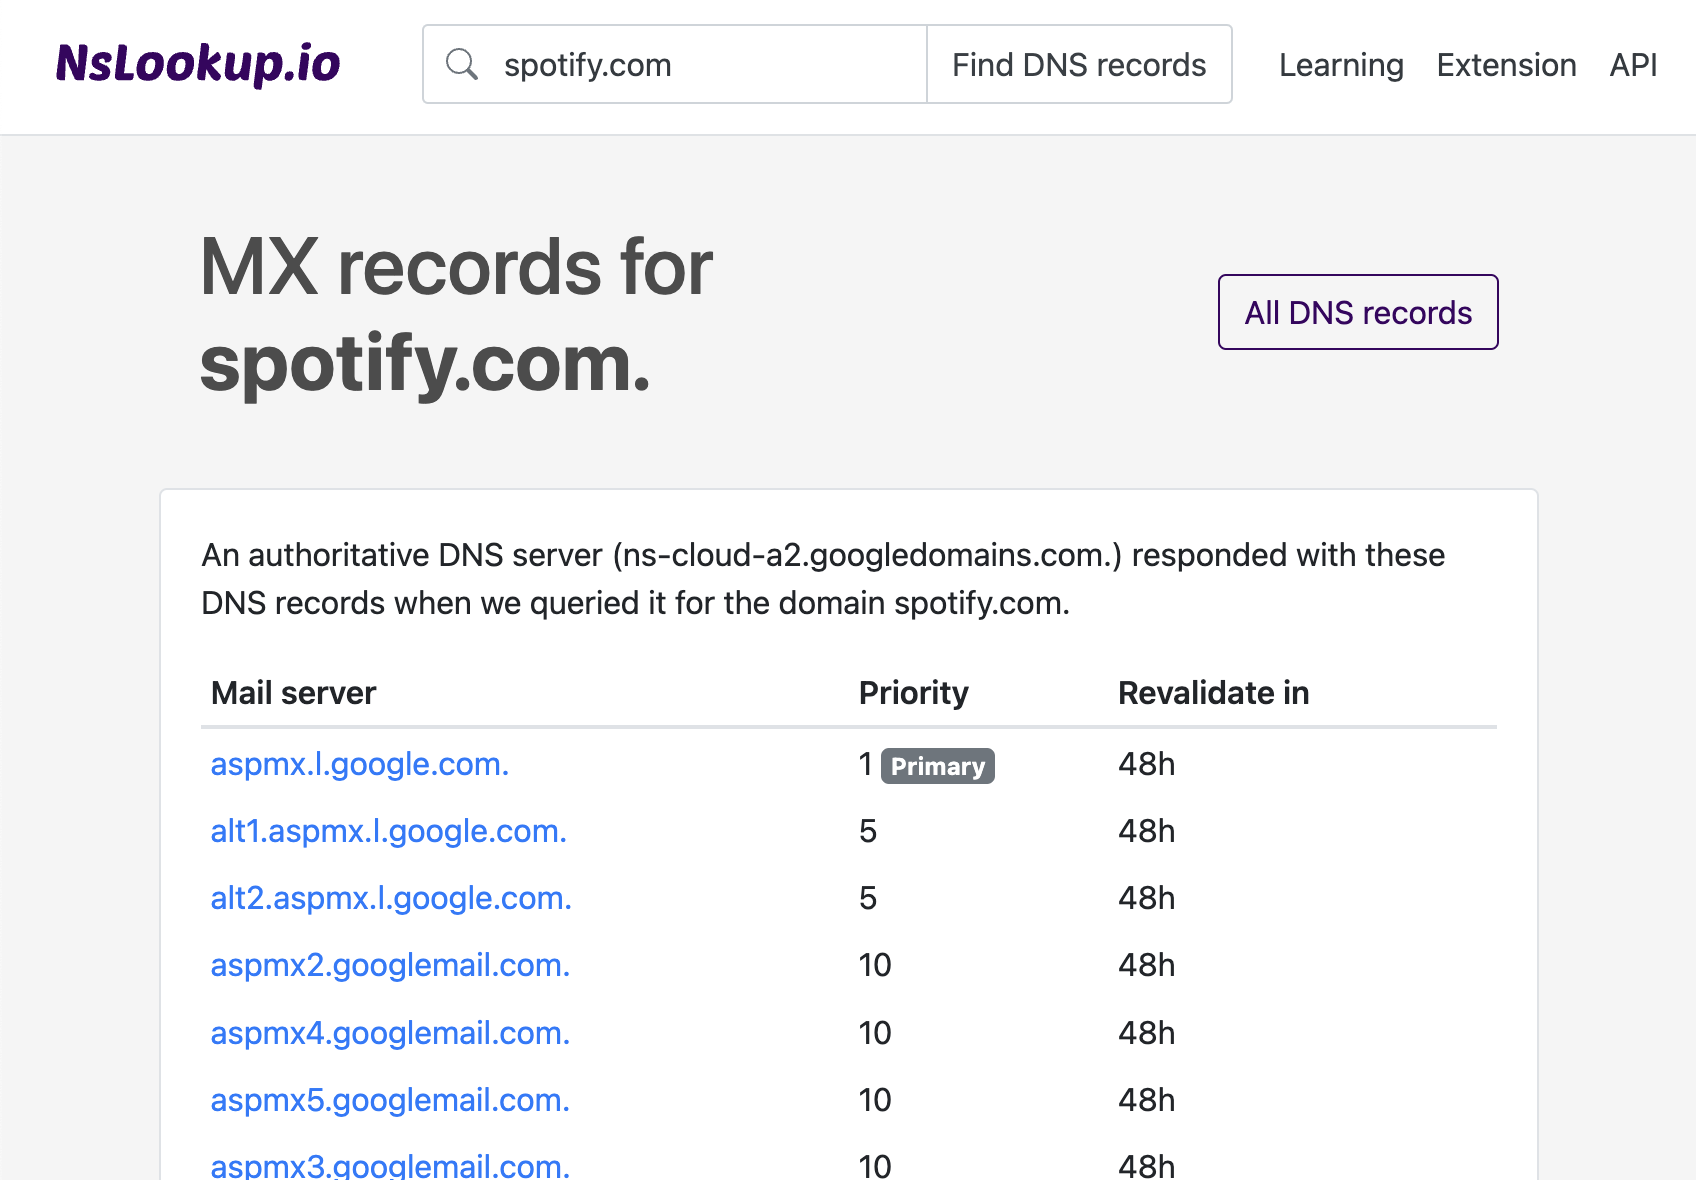 NsLookup.io spotify.com Find DNS records Learning Extension API
MX records for
spotify.com.
All DNS records
An authoritative DNS server (ns-cloud-a2.googledomains.com.) responded with these
DNS records when we queried it for the domain spotify.com.
Mail server Priority Revalidate in
aspmx.l.google.com. 1 Primary 48h
alt1.aspmx.l.google.com. 5 48h
alt2.aspmx.l.google.com. 5 48h
aspmx2.googlemail.com. 10 48h
aspmx4.googlemail.com. 10 48h
aspmx5.googlemail.com. 10 48h
aspmx3.googlemail.com. 10 48h